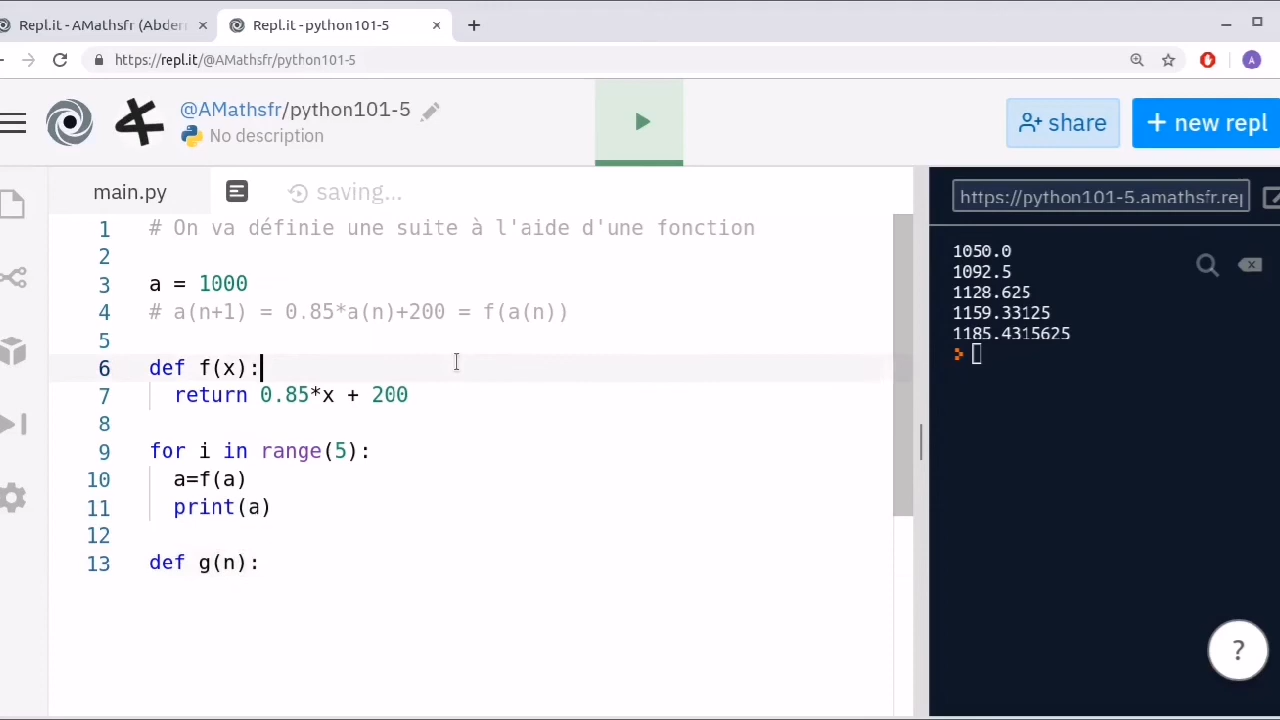 Repl.it - AMathsfr (Abder
Repl.it - python101-5
https://repl.it/@AMathsfr/python101-5
A
@AMathsfr/python101-5
No description
share
+ new repl
main.py
saving...
https://python101-5.amathsfr.rep
1 # On va définie une suite à l'aide d'une fonction
2
3 a = 1000
4 # a(n+1) = 0.85*a(n)+200 = f(a(n))
5
6 def f(x):
7 return 0.85*x + 200
8
9 for i in range(5):
10 a=f(a)
11 print(a)
12
13 def g(n):
1050.0
1092.5
1128.625
1159.33125
1185.4315625
?